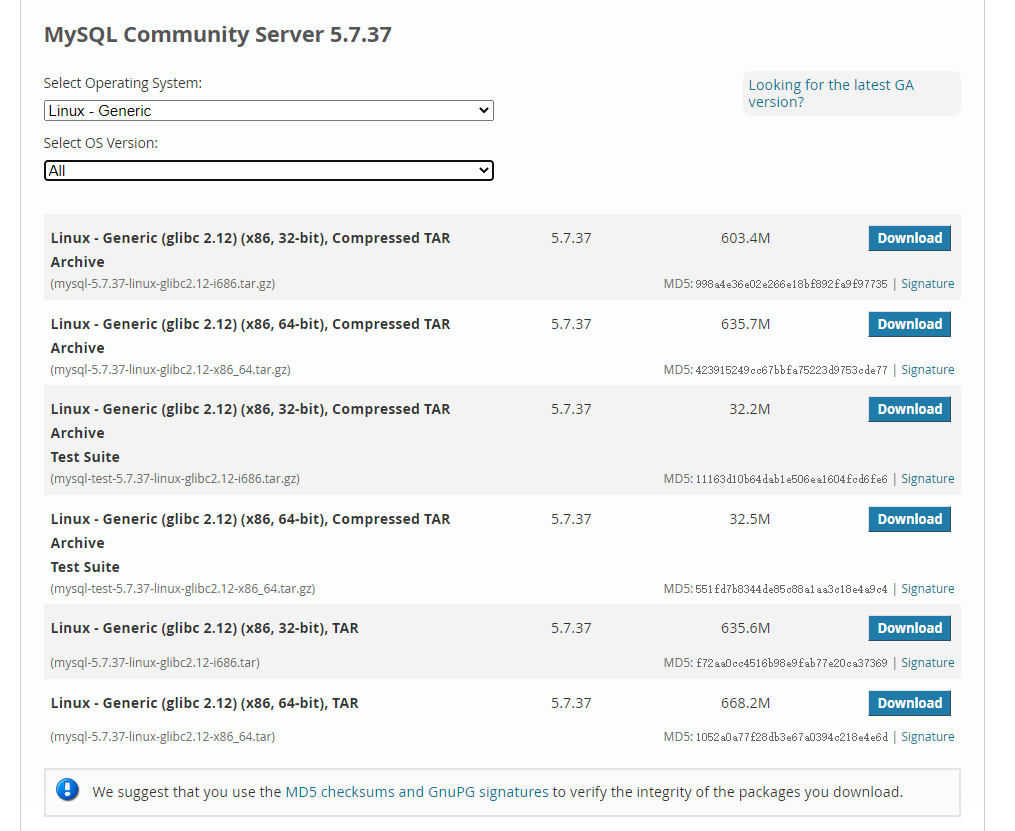 MySQL Community Server 5.7.37
Select Operating System:
Looking for the latest GA
version?
Linux - Generic
Select OS Version:
All
Linux - Generic (glibc 2.12) (x86, 32-bit), Compressed TAR 5.7.37 603.4M Download
Archive
(mysql-5.7.37-linux-glibc2.12-i686.tar.gz) MD5: 998a4e36e02e266e18bf892fa9f97735 | Signature
Linux - Generic (glibc 2.12) (x86, 64-bit), Compressed TAR 5.7.37 635.7M Download
Archive
(mysql-5.7.37-linux-glibc2.12-x86_64.tar.gz) MD5: 423915249cc67bbfa75223d9753cde77 | Signature
Linux - Generic (glibc 2.12) (x86, 32-bit), Compressed TAR 5.7.37 32.2M Download
Archive
Test Suite
(mysql-test-5.7.37-linux-glibc2.12-i686.tar.gz) MD5: 11163d10b64dab1e506ea1604fcd6fe6 | Signature
Linux - Generic (glibc 2.12) (x86, 64-bit), Compressed TAR 5.7.37 32.5M Download
Archive
Test Suite
(mysql-test-5.7.37-linux-glibc2.12-x86_64.tar.gz) MD5: 551fd7b8344de85c88a1aa3c18e4a9c4 | Signature
Linux - Generic (glibc 2.12) (x86, 32-bit), TAR 5.7.37 635.6M Download
(mysql-5.7.37-linux-glibc2.12-i686.tar) MD5: f72aa0cc4516b98e9fab77e20ca37369 | Signature
Linux - Generic (glibc 2.12) (x86, 64-bit), TAR 5.7.37 668.2M Download
(mysql-5.7.37-linux-glibc2.12-x86_64.tar) MD5: 1052a0a77f28db3e67a0394c218e4e6d | Signature
We suggest that you use the MD5 checksums and GnuPG signatures to verify the integrity of the packages you download.